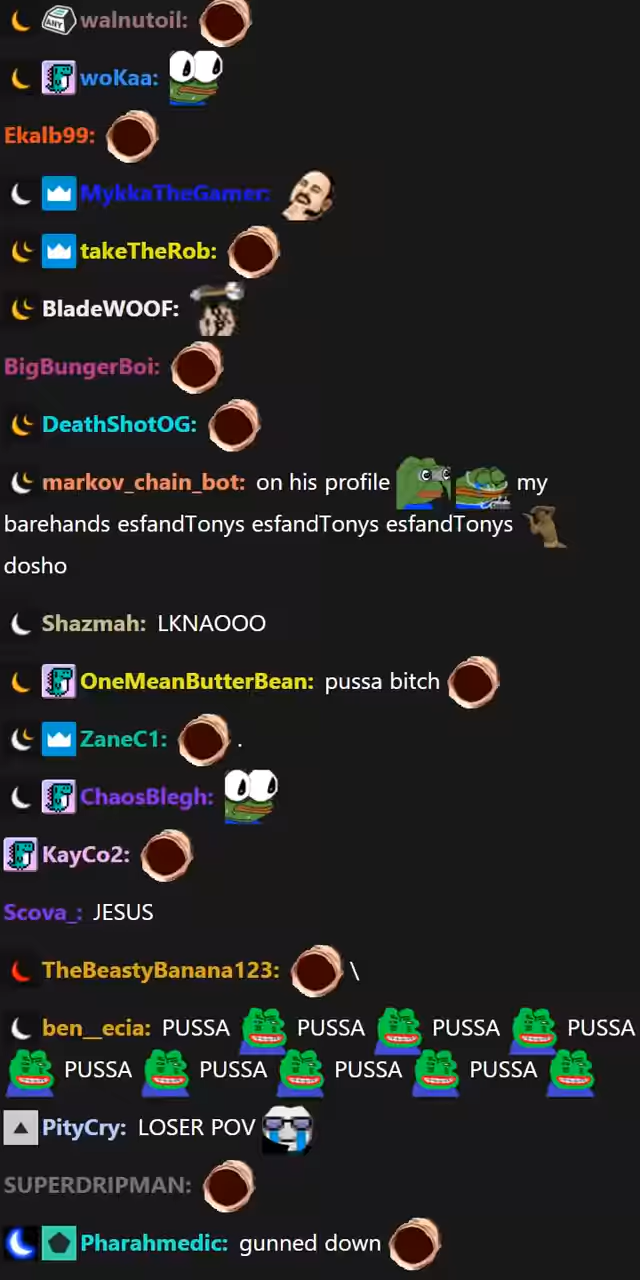 ANY walnutoil:
woKaa:
Ekalb99:
MykkaTheGamer:
takeTheRob:
BladeWOOF:
BigBungerBoi:
DeathShotOG:
markov_chain_bot: on his profile my
barehands esfandTonys esfandTonys esfandTonys
dosho
Shazmah: LKNAOOO
OneMeanButterBean: pussa bitch
ZaneC1: .
ChaosBlegh:
KayCo2:
Scova_: JESUS
TheBeastyBanana123: \
ben__ecia: PUSSA PUSSA PUSSA PUSSA
PUSSA PUSSA PUSSA PUSSA
PityCry: LOSER POV
SUPERDRIPMAN:
Pharahmedic: gunned down